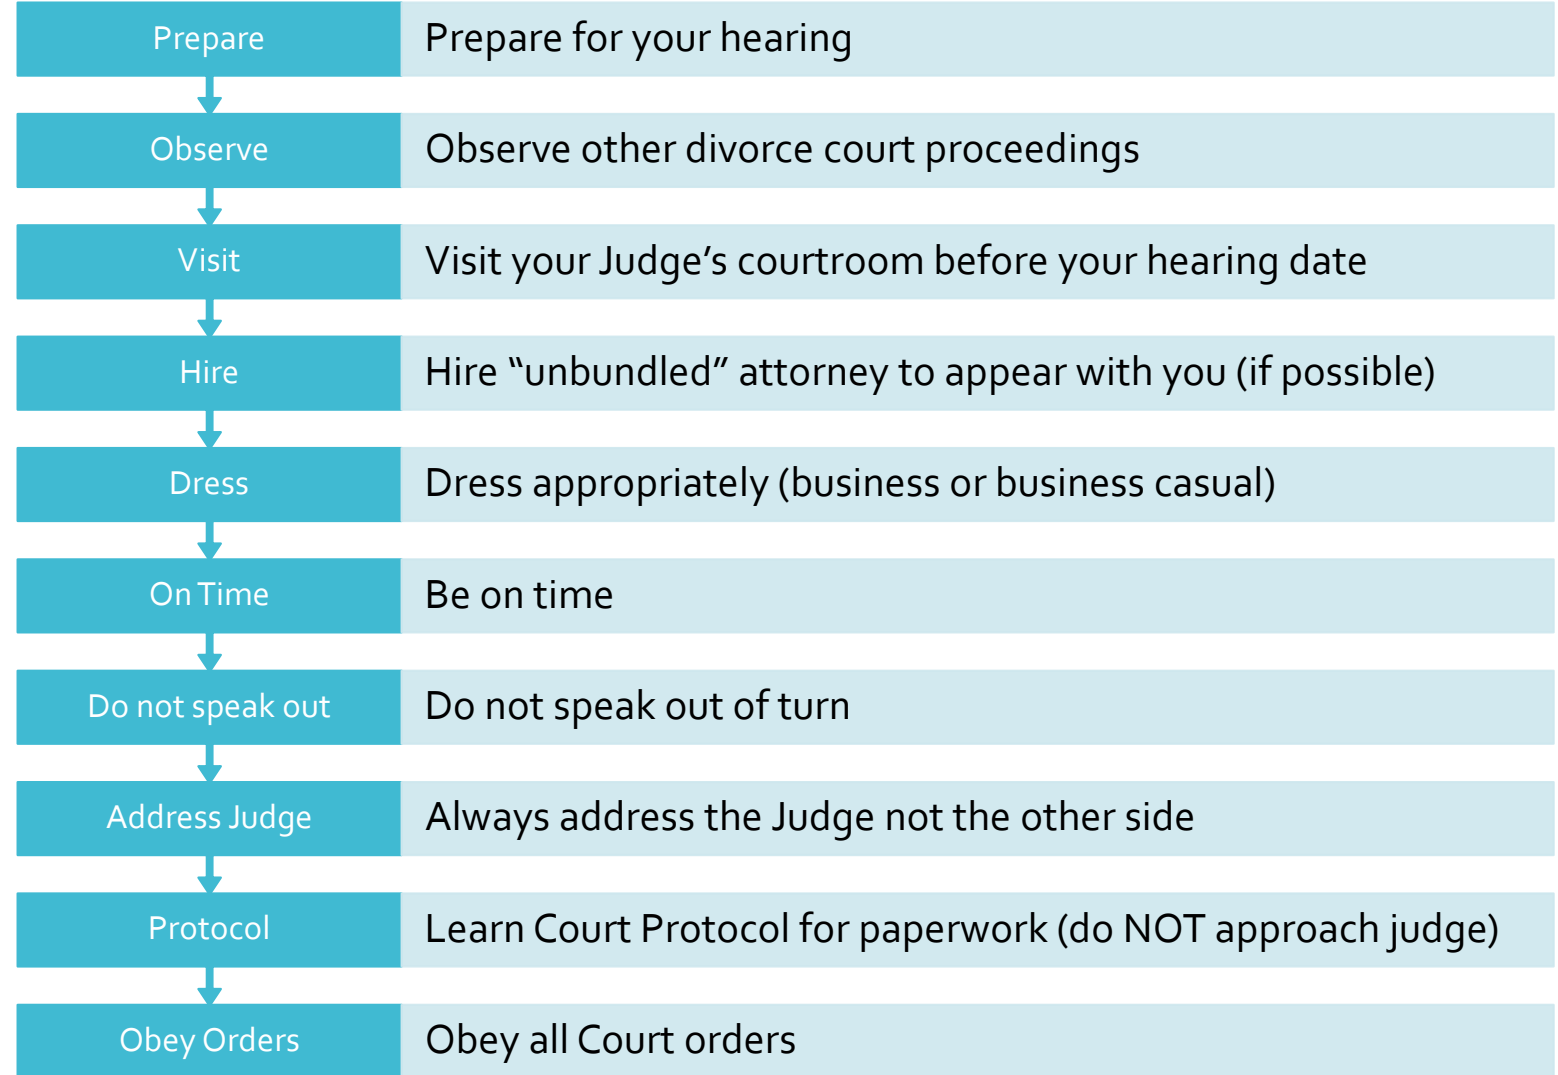 Prepare
Prepare for your hearing
Observe
Observe other divorce court proceedings
Visit
Visit your Judge’s courtroom before your hearing date
Hire
Hire “unbundled” attorney to appear with you (if possible)
Dress
Dress appropriately (business or business casual)
On Time
Be on time
Do not speak out
Do not speak out of turn
Address Judge
Always address the Judge not the other side
Protocol
Learn Court Protocol for paperwork (do NOT approach judge)
Obey Orders
Obey all Court orders